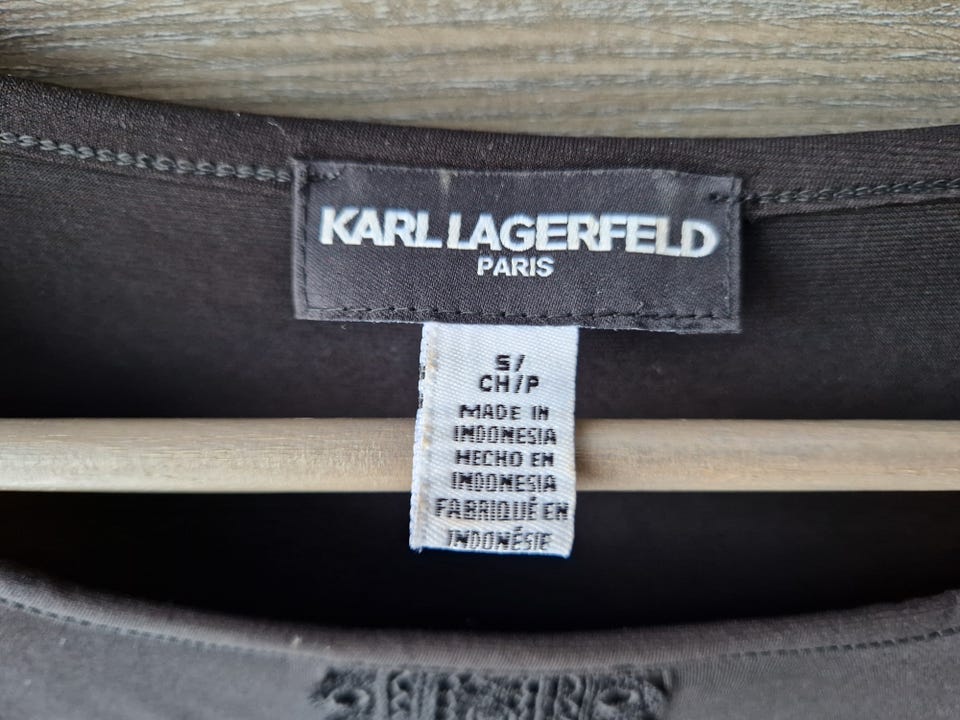 KARL LAGERFELD
PARIS
S/
CH/P
MADE IN
INDONESIA
HECHO EN
INDONESIA
FABRIQUÉ EN
INDONÉSIE